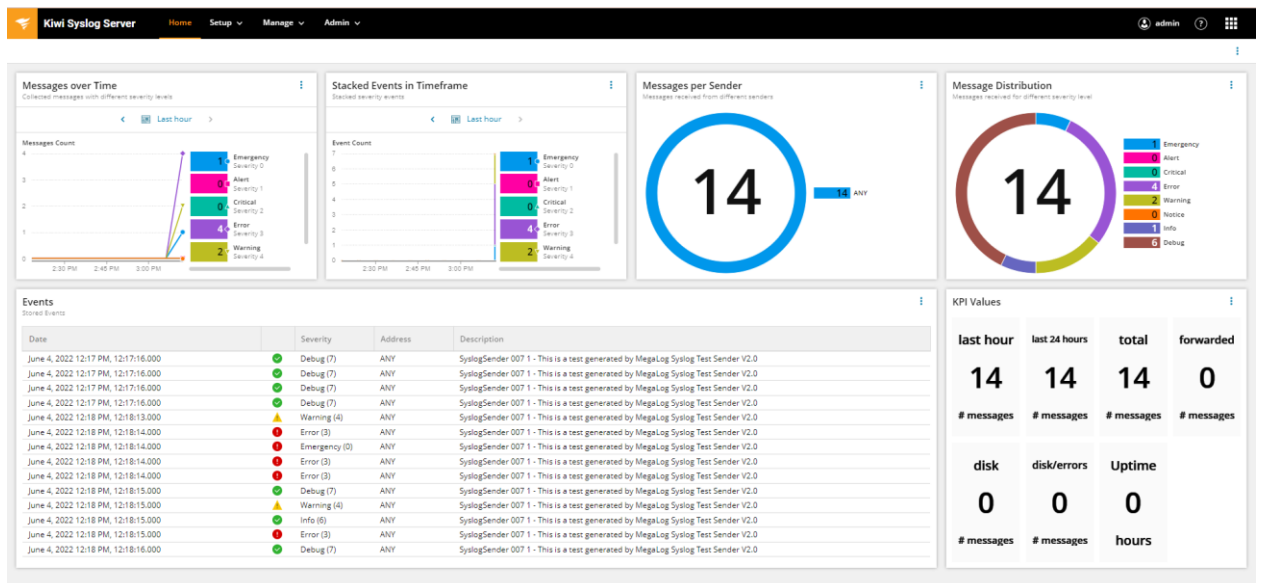 Kiwi Syslog Server Home Setup Manage Admin admin ?
Messages over Time
Collected messages with different severity levels
Last hour
Messages Count
4
3
2
1
0
2:30 PM 2:45 PM 3:00 PM
1 Emergency
Severity 0
0 Alert
Severity 1
0 Critical
Severity 2
4 Error
Severity 3
2 Warning
Severity 4
Stacked Events in Timeframe
Stacked severity events
Last hour
Event Count
7
6
5
4
3
2
1
0
2:30 PM 2:45 PM 3:00 PM
1 Emergency
Severity 0
0 Alert
Severity 1
0 Critical
Severity 2
4 Error
Severity 3
2 Warning
Severity 4
Messages per Sender
Messages received from different senders
14
14 ANY
Message Distribution
Messages received for different severity level
14
1 Emergency
0 Alert
0 Critical
4 Error
2 Warning
0 Notice
1 Info
6 Debug
Events
Stored Events
Date Severity Address Description
June 4, 2022 12:17 PM, 12:17:16.000 Debug (7) ANY SyslogSender 007 1 - This is a test generated by MegaLog Syslog Test Sender V2.0
June 4, 2022 12:17 PM, 12:17:16.000 Debug (7) ANY SyslogSender 007 1 - This is a test generated by MegaLog Syslog Test Sender V2.0
June 4, 2022 12:17 PM, 12:17:16.000 Debug (7) ANY SyslogSender 007 1 - This is a test generated by MegaLog Syslog Test Sender V2.0
June 4, 2022 12:17 PM, 12:17:16.000 Debug (7) ANY SyslogSender 007 1 - This is a test generated by MegaLog Syslog Test Sender V2.0
June 4, 2022 12:18 PM, 12:18:13.000 Warning (4) ANY SyslogSender 007 1 - This is a test generated by MegaLog Syslog Test Sender V2.0
June 4, 2022 12:18 PM, 12:18:14.000 Error (3) ANY SyslogSender 007 1 - This is a test generated by MegaLog Syslog Test Sender V2.0
June 4, 2022 12:18 PM, 12:18:14.000 Emergency (0) ANY SyslogSender 007 1 - This is a test generated by MegaLog Syslog Test Sender V2.0
June 4, 2022 12:18 PM, 12:18:14.000 Error (3) ANY SyslogSender 007 1 - This is a test generated by MegaLog Syslog Test Sender V2.0
June 4, 2022 12:18 PM, 12:18:14.000 Error (3) ANY SyslogSender 007 1 - This is a test generated by MegaLog Syslog Test Sender V2.0
June 4, 2022 12:18 PM, 12:18:15.000 Debug (7) ANY SyslogSender 007 1 - This is a test generated by MegaLog Syslog Test Sender V2.0
June 4, 2022 12:18 PM, 12:18:15.000 Warning (4) ANY SyslogSender 007 1 - This is a test generated by MegaLog Syslog Test Sender V2.0
June 4, 2022 12:18 PM, 12:18:15.000 Info (6) ANY SyslogSender 007 1 - This is a test generated by MegaLog Syslog Test Sender V2.0
June 4, 2022 12:18 PM, 12:18:15.000 Error (3) ANY SyslogSender 007 1 - This is a test generated by MegaLog Syslog Test Sender V2.0
June 4, 2022 12:18 PM, 12:18:16.000 Debug (7) ANY SyslogSender 007 1 - This is a test generated by MegaLog Syslog Test Sender V2.0
KPI Values
last hour last 24 hours total forwarded
14 14 14 0
# messages # messages # messages # messages
disk disk/errors Uptime
0 0 0
# messages # messages hours